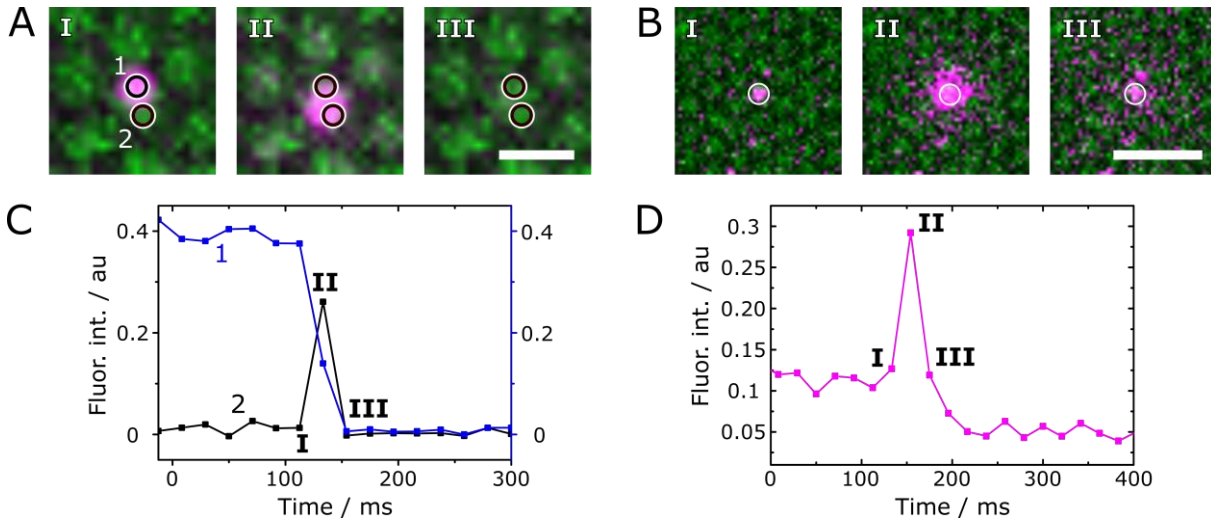 A
I
1
2
II
III
B
I
II
III
C
Fluor. int. / au
0.4
0.2
0
1
2
I
II
III
0.4
0.2
0
0
100
200
300
Time / ms
D
Fluor. int. / au
0.3
0.25
0.2
0.15
0.1
0.05
I
II
III
0
100
200
300
400
Time / ms